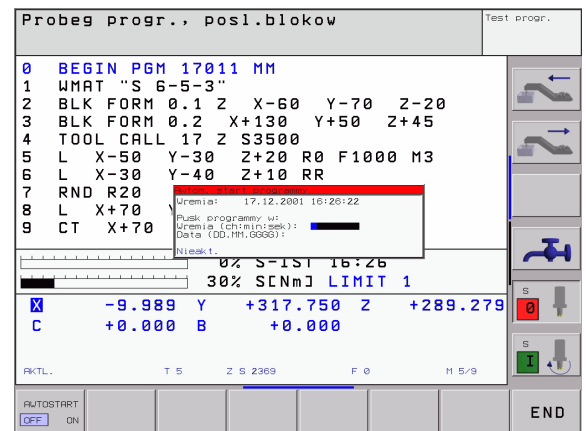 Probeg progr., posl.blokow
Test progr.
0 BEGIN PGM 17011 MM
1 WMAT "S 6-5-3"
2 BLK FORM 0.1 Z X-60 Y-70 Z-20
3 BLK FORM 0.2 X+130 Y+50 Z+45
4 TOOL CALL 17 Z S3500
5 L X-50 Y-30 Z+20 R0 F1000 M3
6 L X-30 Y-40 Z+10 RR
7 RND R20
8 L X+70
9 CT X+70
Awtom. start programmy
Wremia: 17.12.2001 16:26:22
Pusk programmy w:
Wremia (ch:min:sek):
Data (DD.MM.GGGG):
Nieakt.
0% S-IST 16:26
30% S[Nm] LIMIT 1
X -9.989 Y +317.750 Z +289.279
C +0.000 B +0.000
S
0
S
I
AKTL. T 5 Z S 2369 F 0 M 5/9
AUTOSTART
OFF ON
END